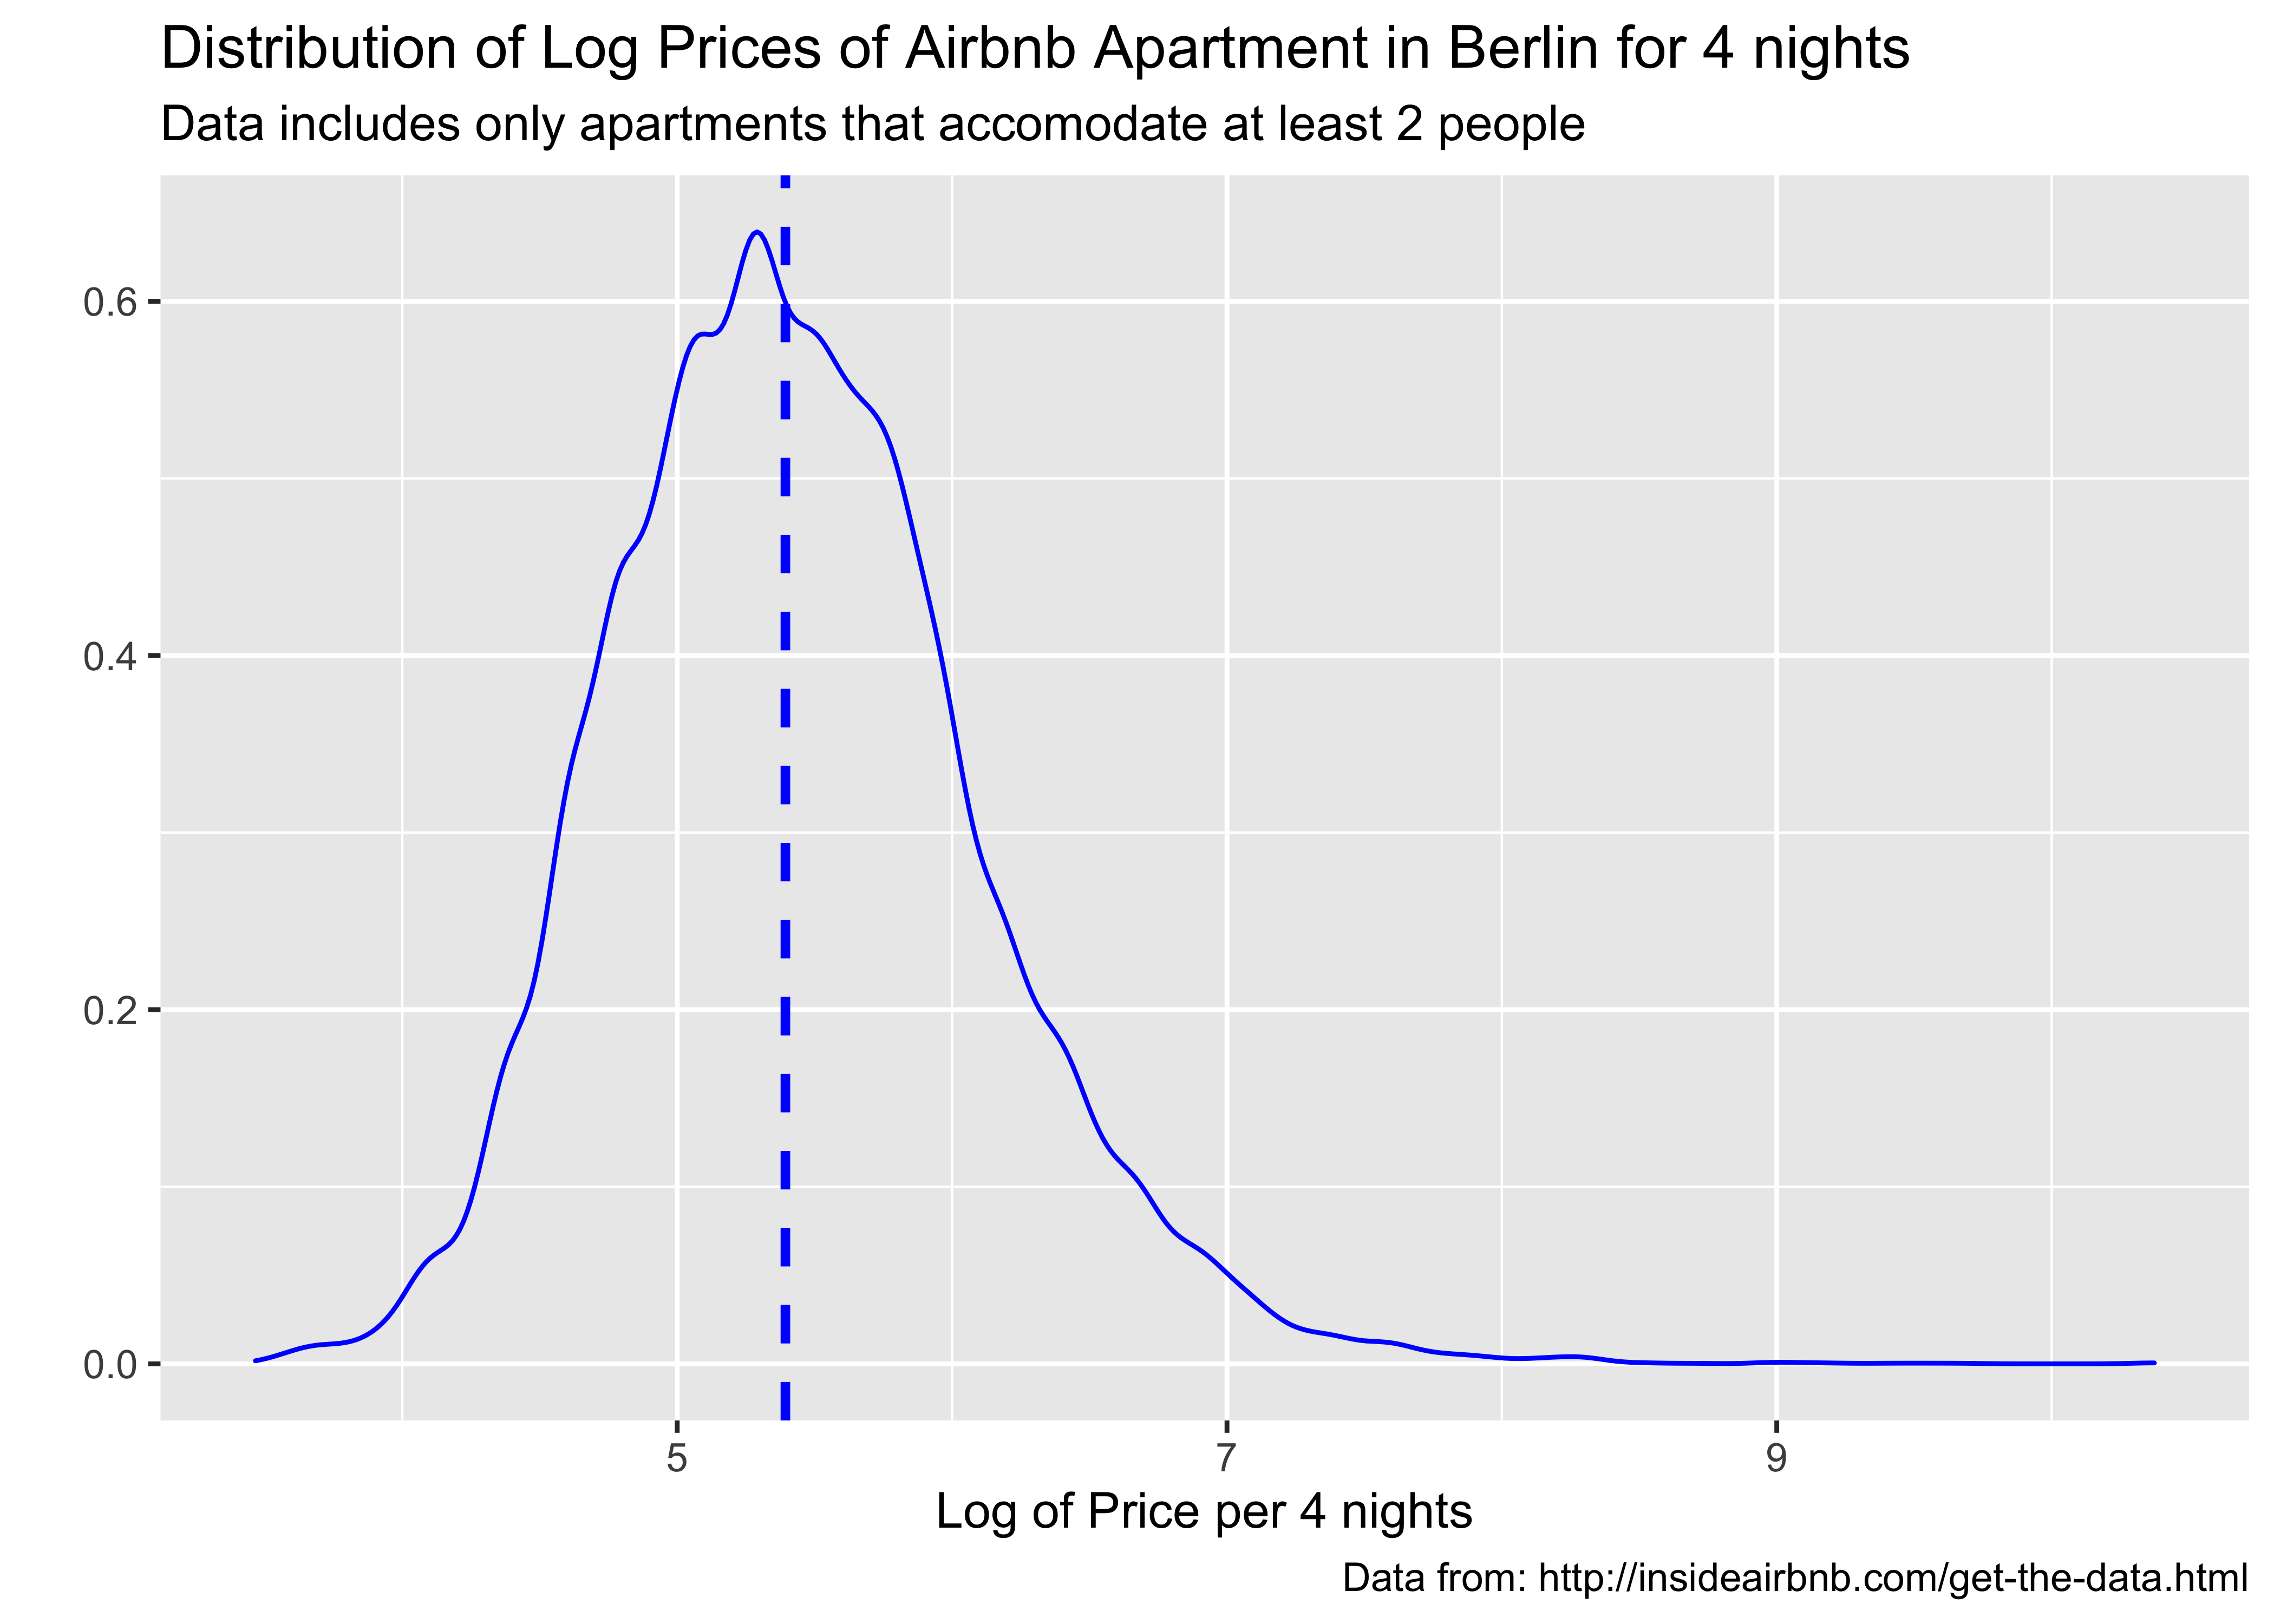 Distribution of Log Prices of Airbnb Apartment in Berlin for 4 nights
Data includes only apartments that accomodate at least 2 people
0.6
0.4
0.2
0.0
5 7 9
Log of Price per 4 nights
Data from: http://insideairbnb.com/get-the-data.html